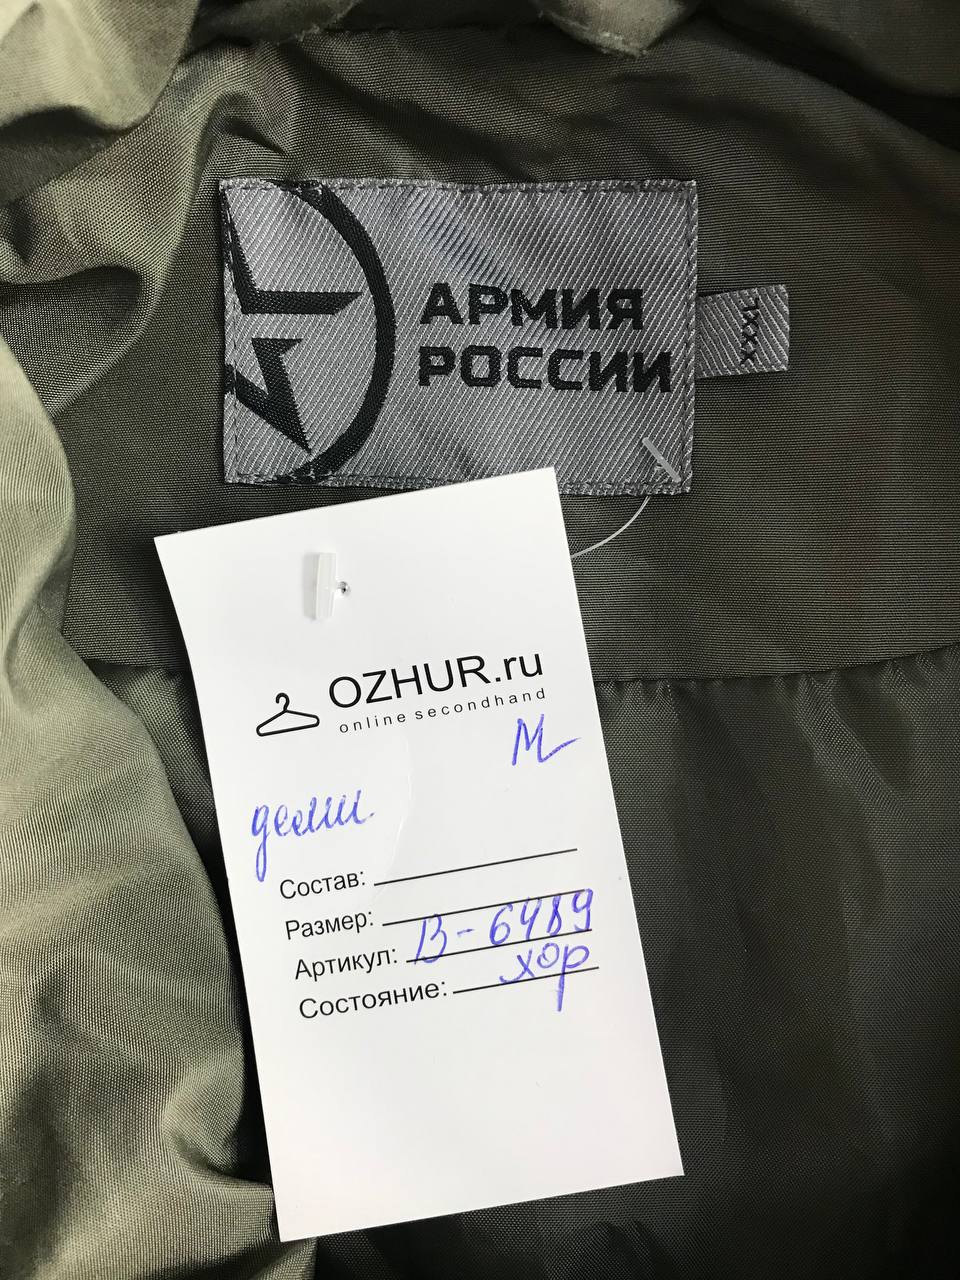 АРМИЯ
РОССИИ
XXXL
OZHUR.ru
online secondhand
М
деми
Состав:
Размер:
Артикул: В-6489
Состояние: хор